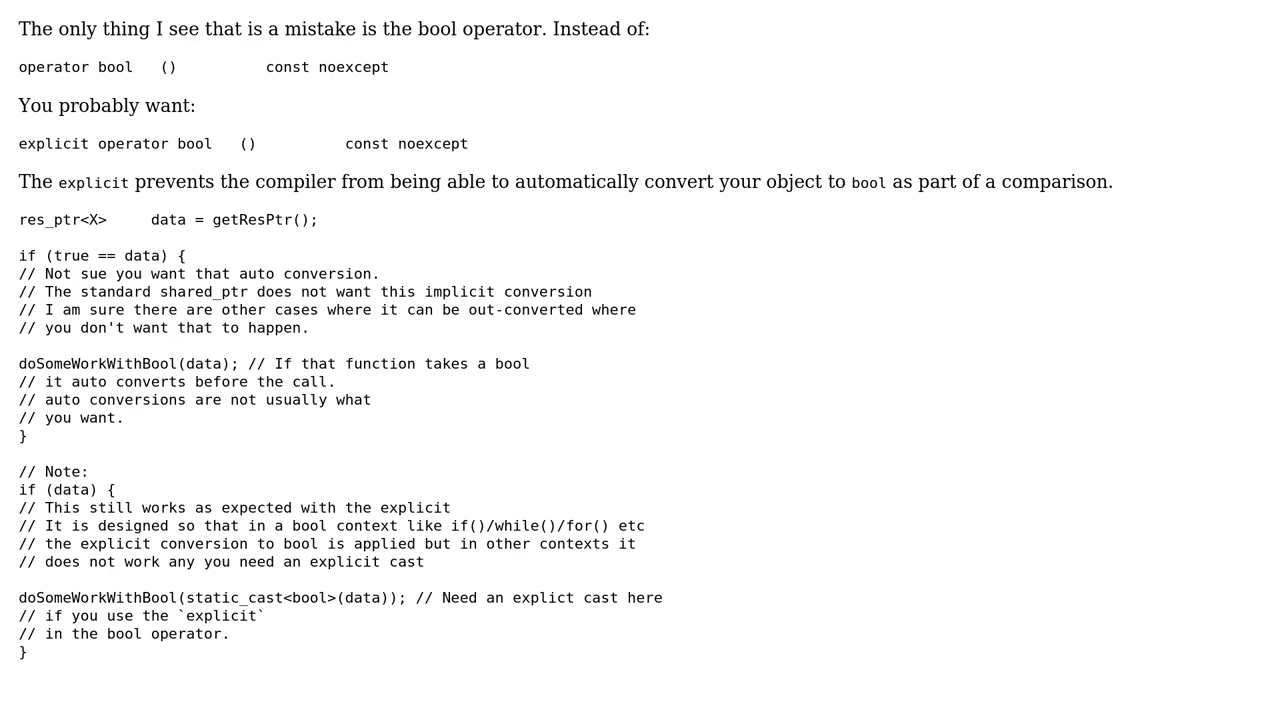 The only thing I see that is a mistake is the bool operator. Instead of:
operator bool   ()          const noexcept
You probably want:
explicit operator bool   ()          const noexcept
The explicit prevents the compiler from being able to automatically convert your object to bool as part of a comparison.
res_ptr<X>     data = getResPtr();
if (true == data) {
// Not sue you want that auto conversion.
// The standard shared_ptr does not want this implicit conversion
// I am sure there are other cases where it can be out-converted where
// you don't want that to happen.
doSomeWorkWithBool(data); // If that function takes a bool
// it auto converts before the call.
// auto conversions are not usually what
// you want.
}
// Note:
if (data) {
// This still works as expected with the explicit
// It is designed so that in a bool context like if()/while()/for() etc
// the explicit conversion to bool is applied but in other contexts it
// does not work any you need an explicit cast
doSomeWorkWithBool(static_cast<bool>(data)); // Need an explict cast here
// if you use the `explicit`
// in the bool operator.
}